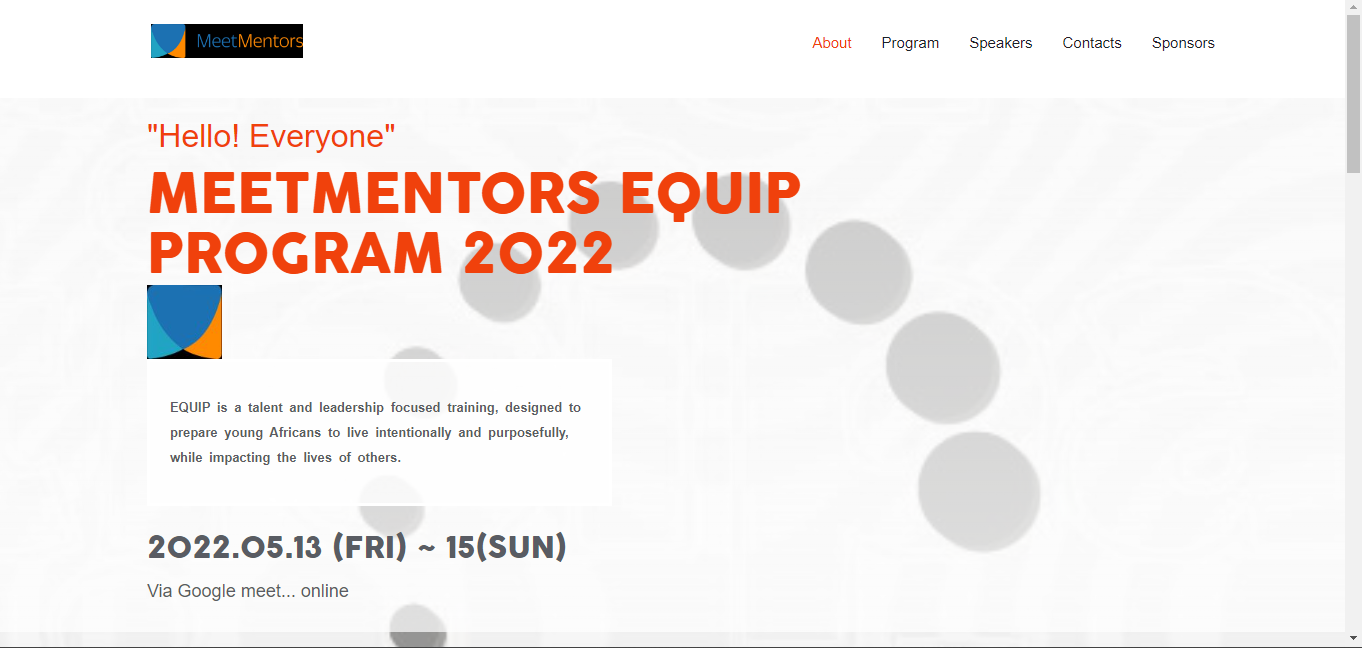 MeetMentors
About Program Speakers Contacts Sponsors
"Hello! Everyone"
MEETMENTORS EQUIP
PROGRAM 2022
EQUIP is a talent and leadership focused training, designed to
prepare young Africans to live intentionally and purposefully,
while impacting the lives of others.
2022.05.13 (FRI) ~ 15(SUN)
Via Google meet... online